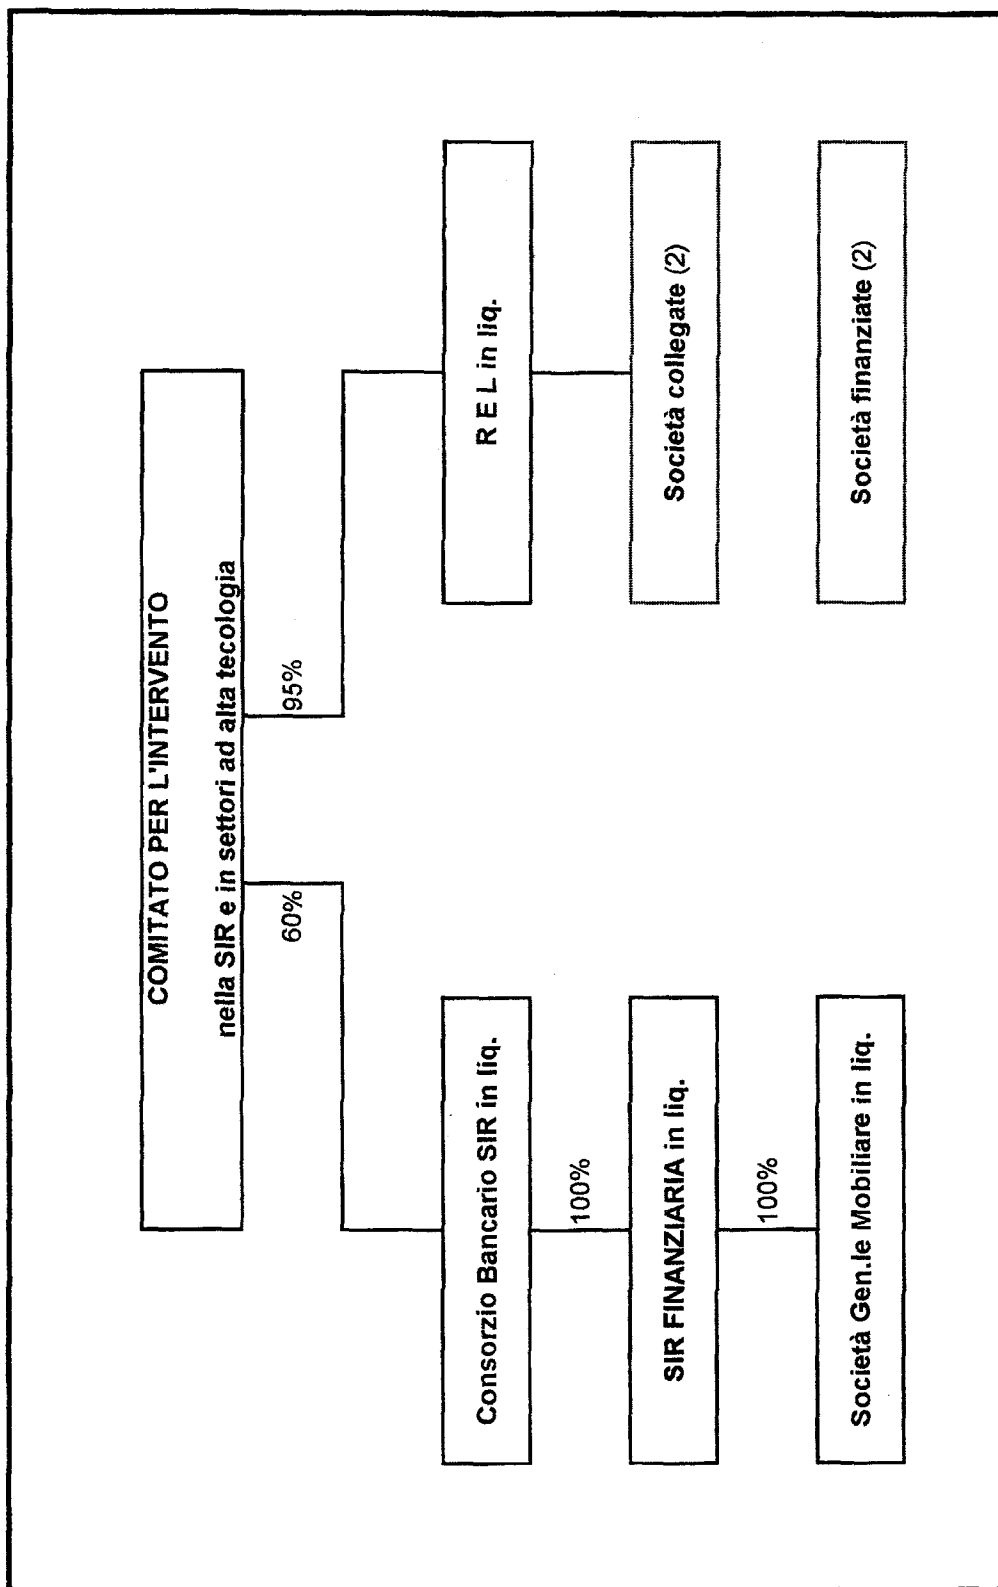 COMITATO PER L'INTERVENTO
nella SIR e in settori ad alta tecologia
60%
95%
Consorzio Bancario SIR in liq.
R E L in liq.
100%
SIR FINANZIARIA in liq.
Società collegate (2)
100%
Società Gen.le Mobiliare in liq.
Società finanziate (2)